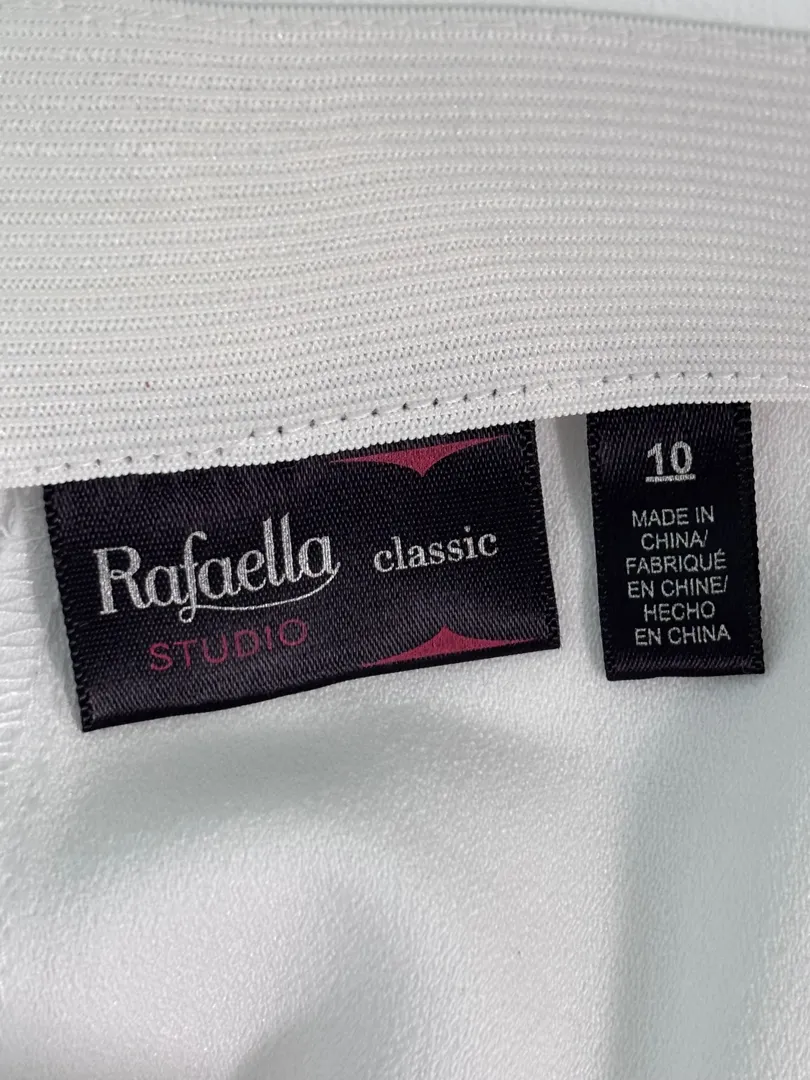 Rafaella classic
STUDIO
10
MADE IN
CHINA/
FABRIQUÉ
EN CHINE/
HECHO
EN CHINA